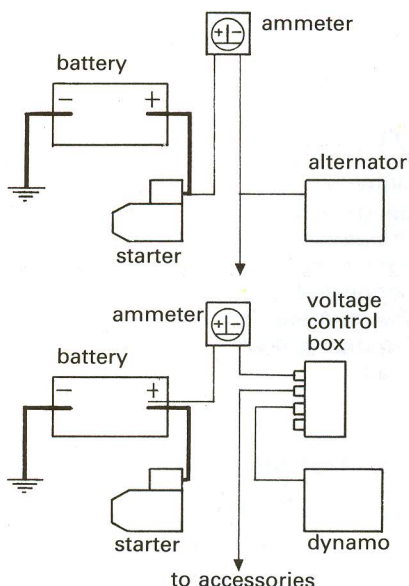 ammeter
+ −
battery
− +
alternator
starter
ammeter
+ −
voltage
control
box
battery
− +
starter
dynamo
to accessories